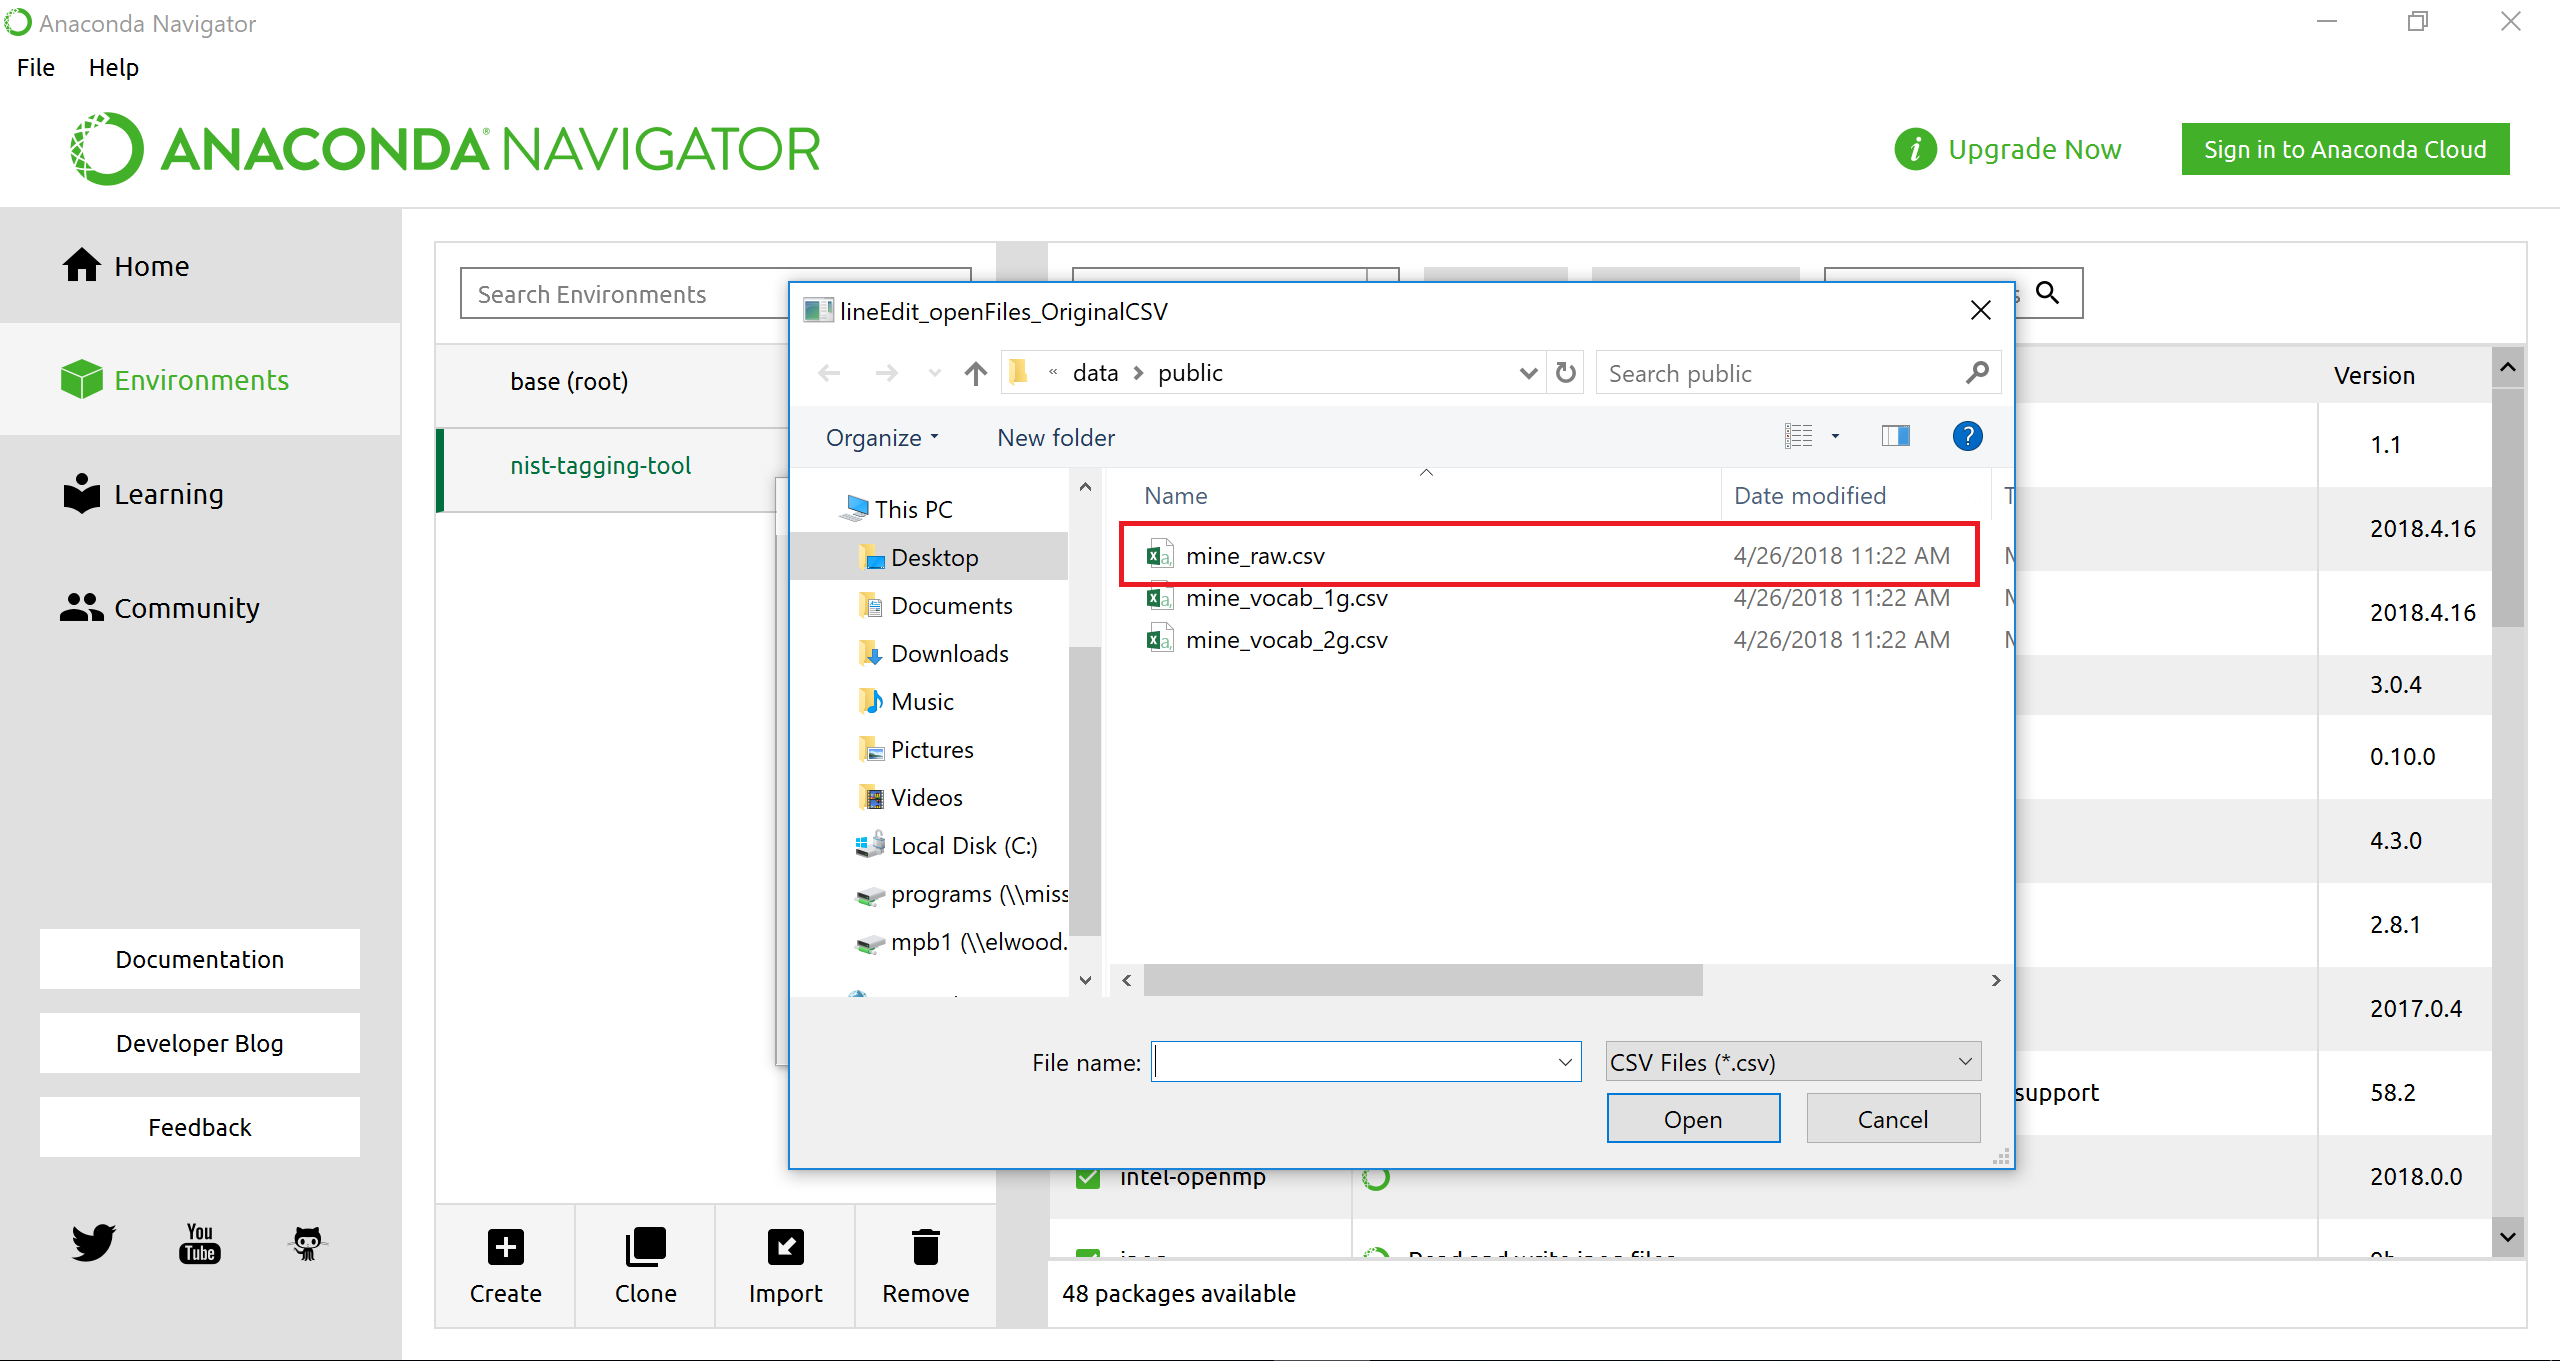 Anaconda Navigator
File Help
ANACONDA NAVIGATOR
Upgrade Now
Sign in to Anaconda Cloud
Home
Environments
Learning
Community
Documentation
Developer Blog
Feedback
You Tube
Search Environments
base (root)
nist-tagging-tool
Create
Clone
Import
Remove
lineEdit_openFiles_OriginalCSV
« data > public
Search public
Organize
New folder
This PC
Desktop
Documents
Downloads
Music
Pictures
Videos
Local Disk (C:)
programs (\\miss
mpb1 (\\elwood.
Name Date modified T
mine_raw.csv 4/26/2018 11:22 AM
mine_vocab_1g.csv 4/26/2018 11:22 AM
mine_vocab_2g.csv 4/26/2018 11:22 AM
File name:
CSV Files (*.csv)
Open
Cancel
Version
1.1
2018.4.16
2018.4.16
3.0.4
0.10.0
4.3.0
2.8.1
2017.0.4
support 58.2
intel-openmp 2018.0.0
48 packages available